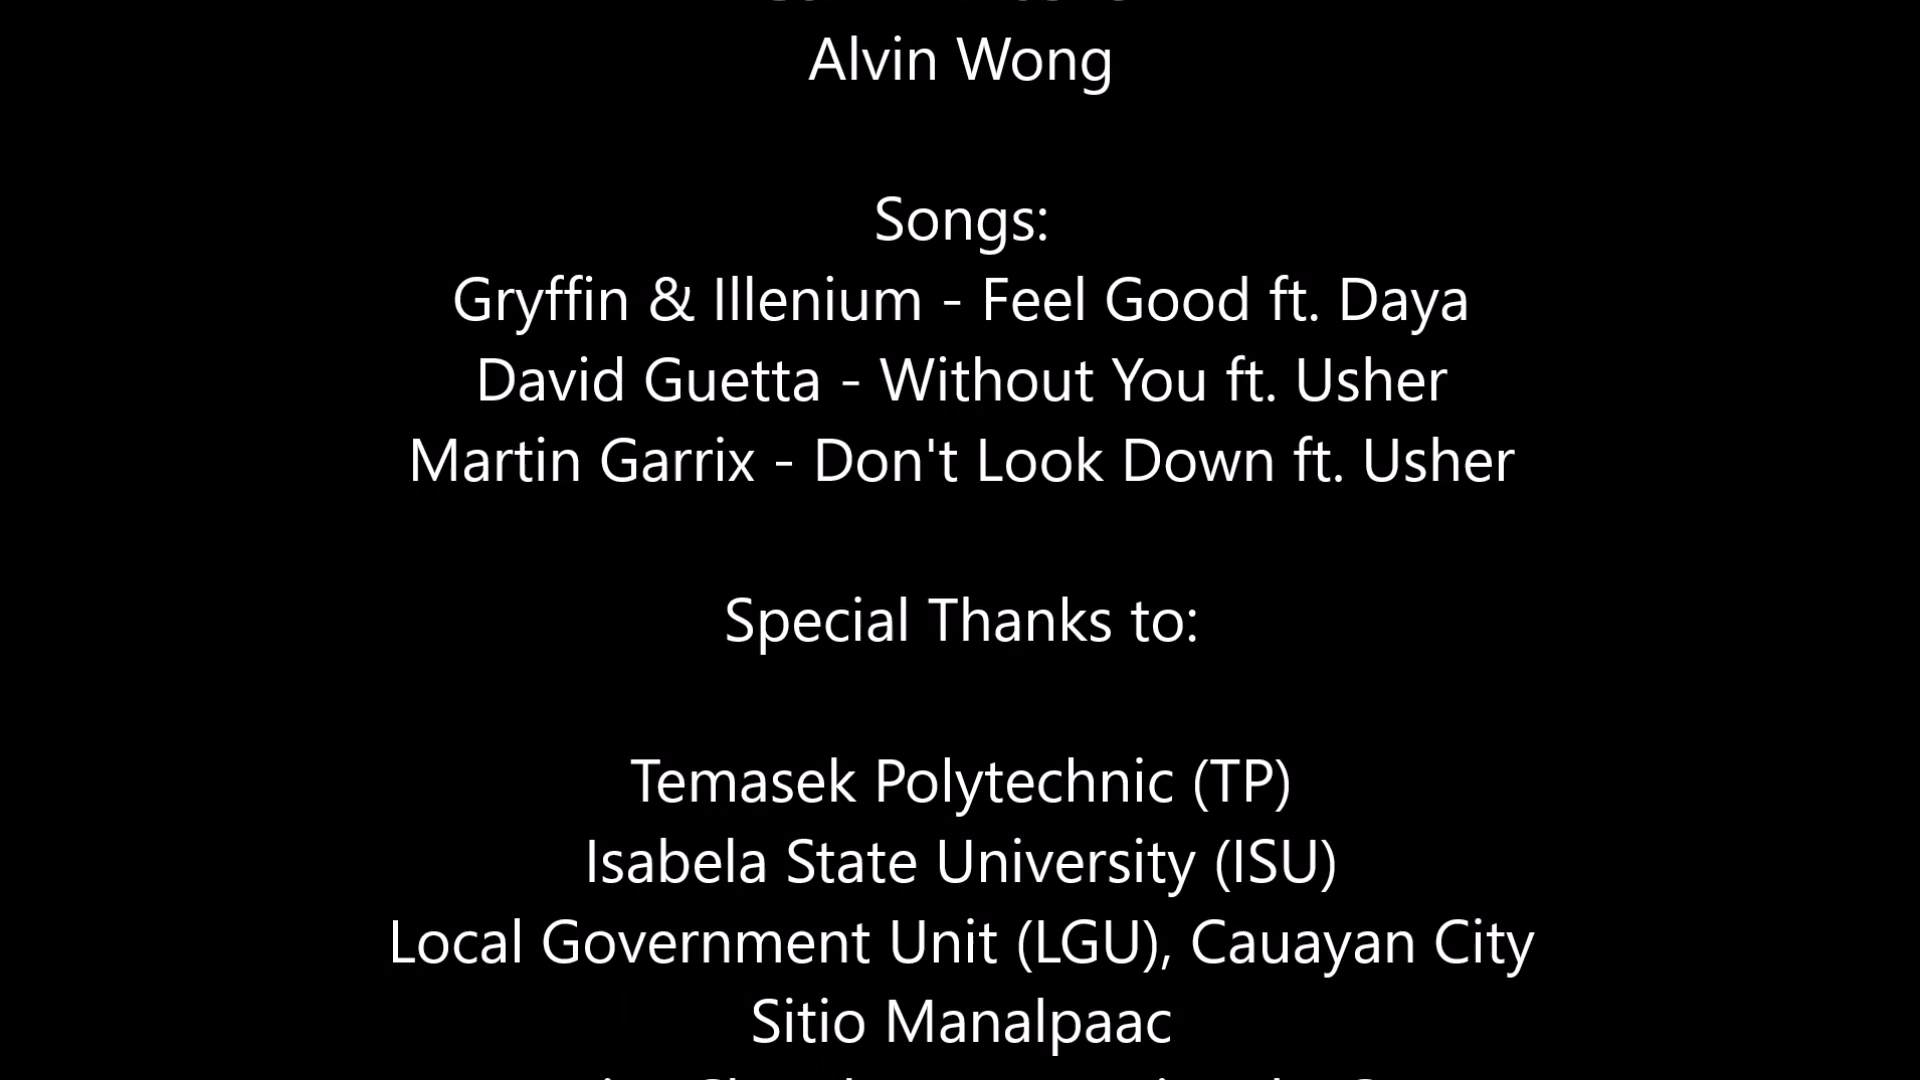 Alvin Wong
Songs:
Gryffin & Illenium - Feel Good ft. Daya
David Guetta - Without You ft. Usher
Martin Garrix - Don't Look Down ft. Usher
Special Thanks to:
Temasek Polytechnic (TP)
Isabela State University (ISU)
Local Government Unit (LGU), Cauayan City
Sitio Manalpaac